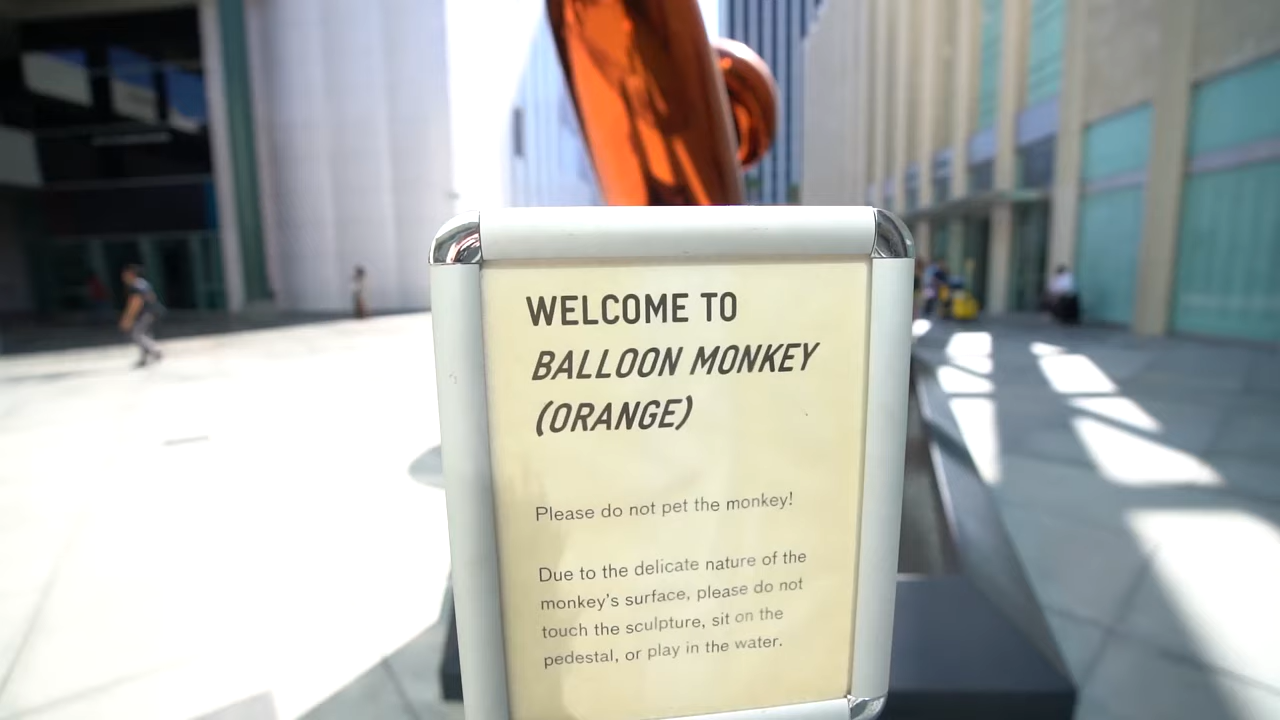 WELCOME TO
BALLOON MONKEY
(ORANGE)
Please do not pet the monkey!
Due to the delicate nature of the
monkey's surface, please do not
touch the sculpture, sit on the
pedestal, or play in the water.